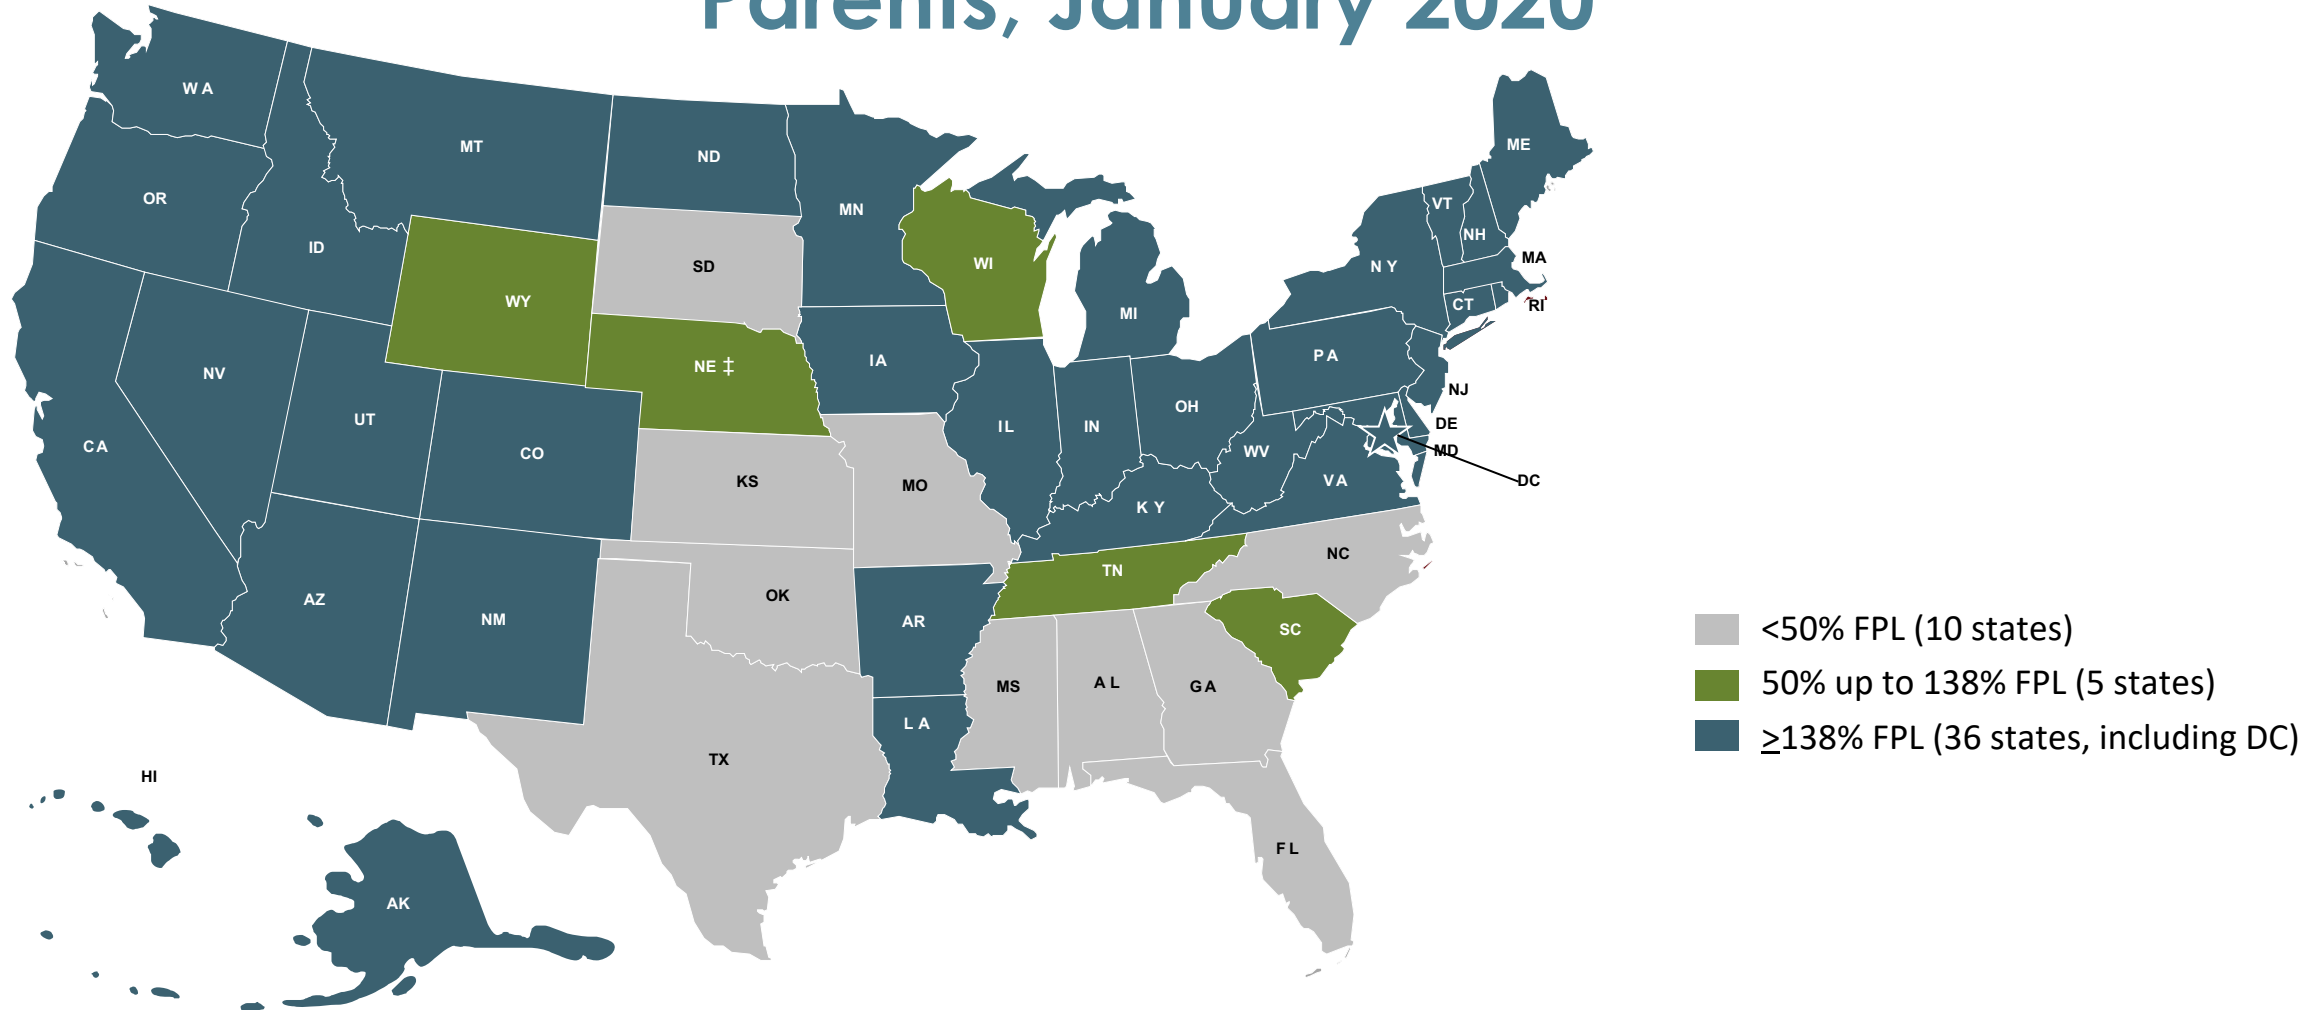 Parents, January 2020
WA
MT
ND
ME
OR
MN
VT
NH
ID
SD
WI
NY
MA
WY
MI
CT
RI
NV
NE ‡
IA
PA
NJ
UT
OH
DE
CA
CO
IL
IN
WV
MD
KS
MO
VA
DC
KY
NC
AZ
NM
OK
AR
TN
SC
MS
AL
GA
LA
TX
HI
FL
AK
<50% FPL (10 states)
50% up to 138% FPL (5 states)
≥138% FPL (36 states, including DC)